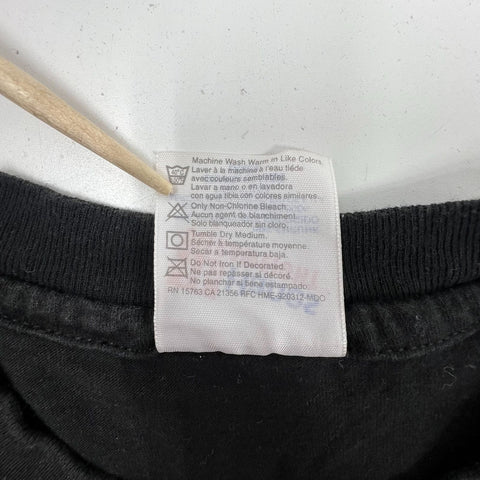 Machine Wash Warm in Like Colors.
Laver à la machine à l'eau tiède
avec couleurs semblables.
Lavar a mano o en lavadora
con agua tibia con colores similares.
Only Non-Chlorine Bleach.
Aucun agent de blanchiment.
Solo blanqueador sin cloro.
Tumble Dry Medium.
Sécher à température moyenne.
Secar a temperatura baja.
Do Not Iron If Decorated.
Ne pas repasser si décoré.
No planchar si tiene estampado.
RN 15763 CA 21356 RFC HME-920312-MDO